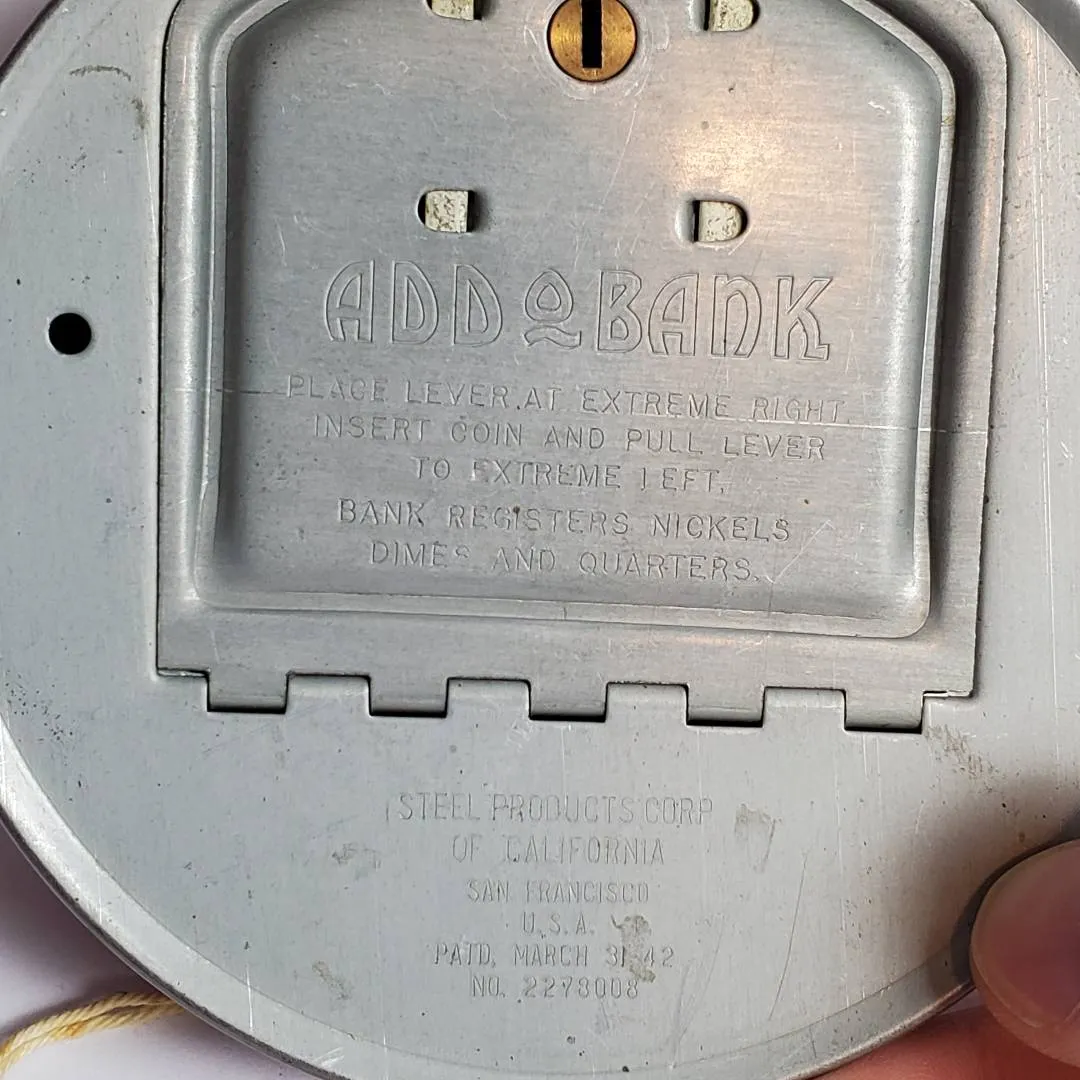 ADD O BANK
PLACE LEVER AT EXTREME RIGHT.
INSERT COIN AND PULL LEVER
TO EXTREME LEFT,
BANK REGISTERS NICKELS
DIMES AND QUARTERS.
STEEL PRODUCTS CORP
OF CALIFORNIA
SAN FRANCISCO
U.S.A.
PATD. MARCH 31-42
NO. 2278008